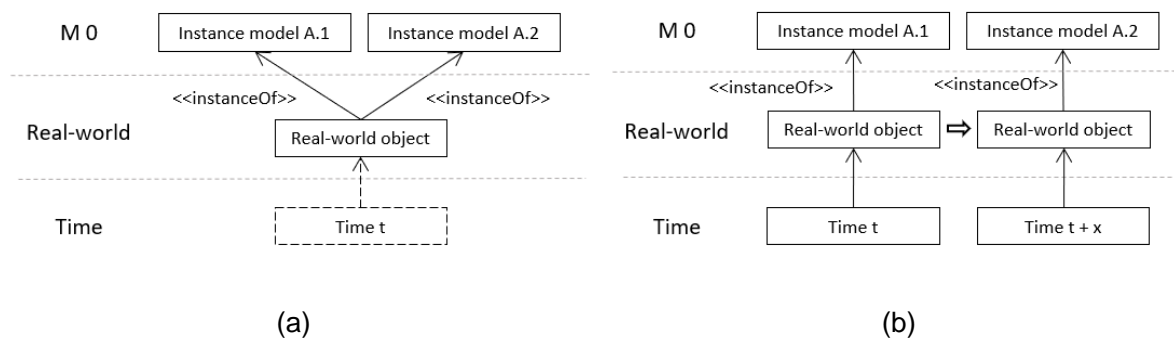 M 0
Instance model A.1
Instance model A.2
<<instanceOf>>
<<instanceOf>>
Real-world
Real-world object
Time
Time t
(a)
M 0
Instance model A.1
Instance model A.2
<<instanceOf>>
<<instanceOf>>
Real-world
Real-world object
Real-world object
Time
Time t
Time t + x
(b)